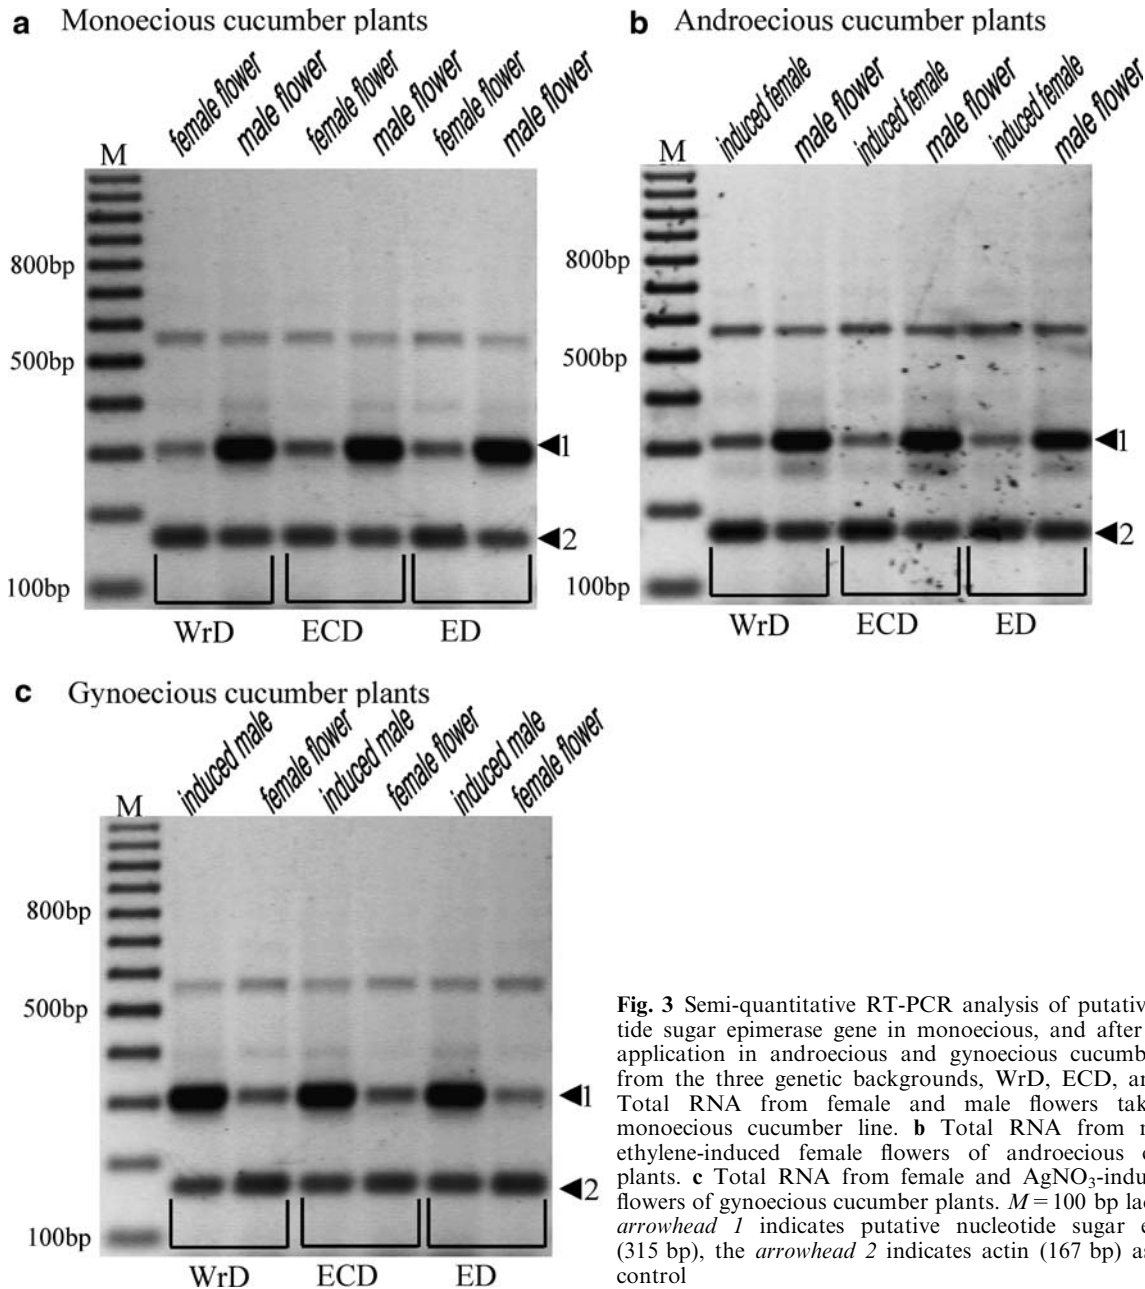 a Monoecious cucumber plants
female flower male flower female flower male flower female flower male flower
M
800bp
500bp
100bp
1
2
WrD ECD ED
b Androecious cucumber plants
induced female male flower induced female male flower induced female male flower
M
800bp
500bp
100bp
1
2
WrD ECD ED
c Gynoecious cucumber plants
induced male female flower induced male female flower induced male female flower
M
800bp
500bp
100bp
1
2
WrD ECD ED
Fig. 3 Semi-quantitative RT-PCR analysis of putativ
tide sugar epimerase gene in monoecious, and after
application in androecious and gynoecious cucumb
from the three genetic backgrounds, WrD, ECD, an
Total RNA from female and male flowers tak
monoecious cucumber line. b Total RNA from m
ethylene-induced female flowers of androecious c
plants. c Total RNA from female and AgNO₃-indu
flowers of gynoecious cucumber plants. M = 100 bp lad
arrowhead 1 indicates putative nucleotide sugar e
(315 bp), the arrowhead 2 indicates actin (167 bp) as
control